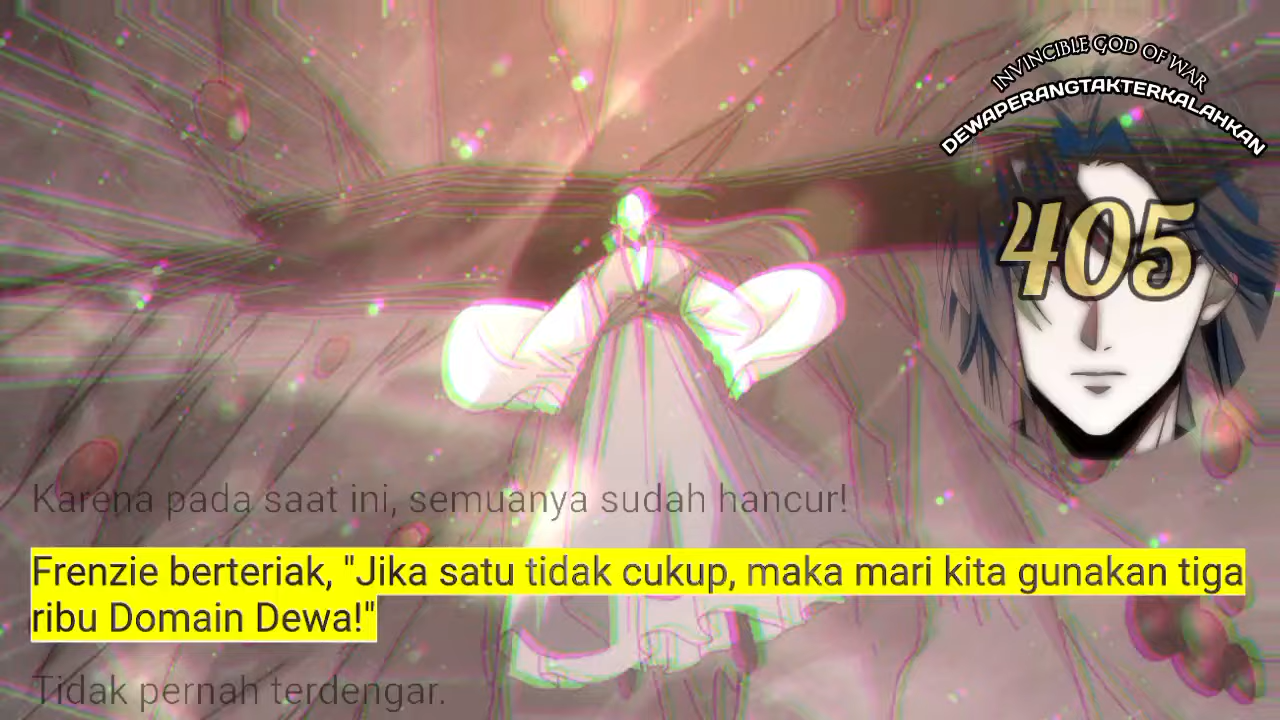 INVINCIBLE GOD OF WAR
DEWAPERANGTAKTERKALAHKAN
405
Karena pada saat ini, semuanya sudah hancur!
Frenzie berteriak, "Jika satu tidak cukup, maka mari kita gunakan tiga
ribu Domain Dewa!"
Tidak pernah terdengar.